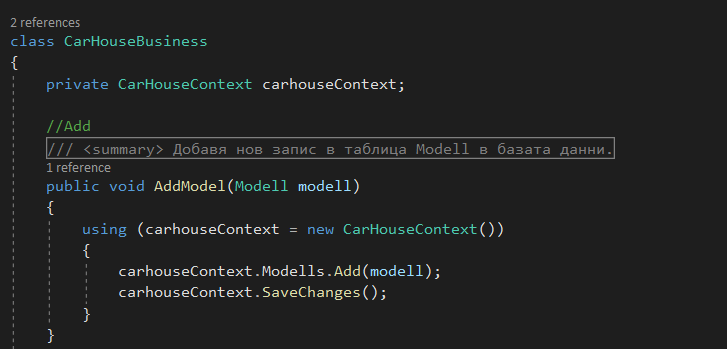 2 references
class CarHouseBusiness
{
private CarHouseContext carhouseContext;
//Add
/// <summary> Добавя нов запис в таблица Modell в базата данни.
1 reference
public void AddModel(Modell modell)
{
using (carhouseContext = new CarHouseContext())
{
carhouseContext.Modells.Add(modell);
carhouseContext.SaveChanges();
}
}